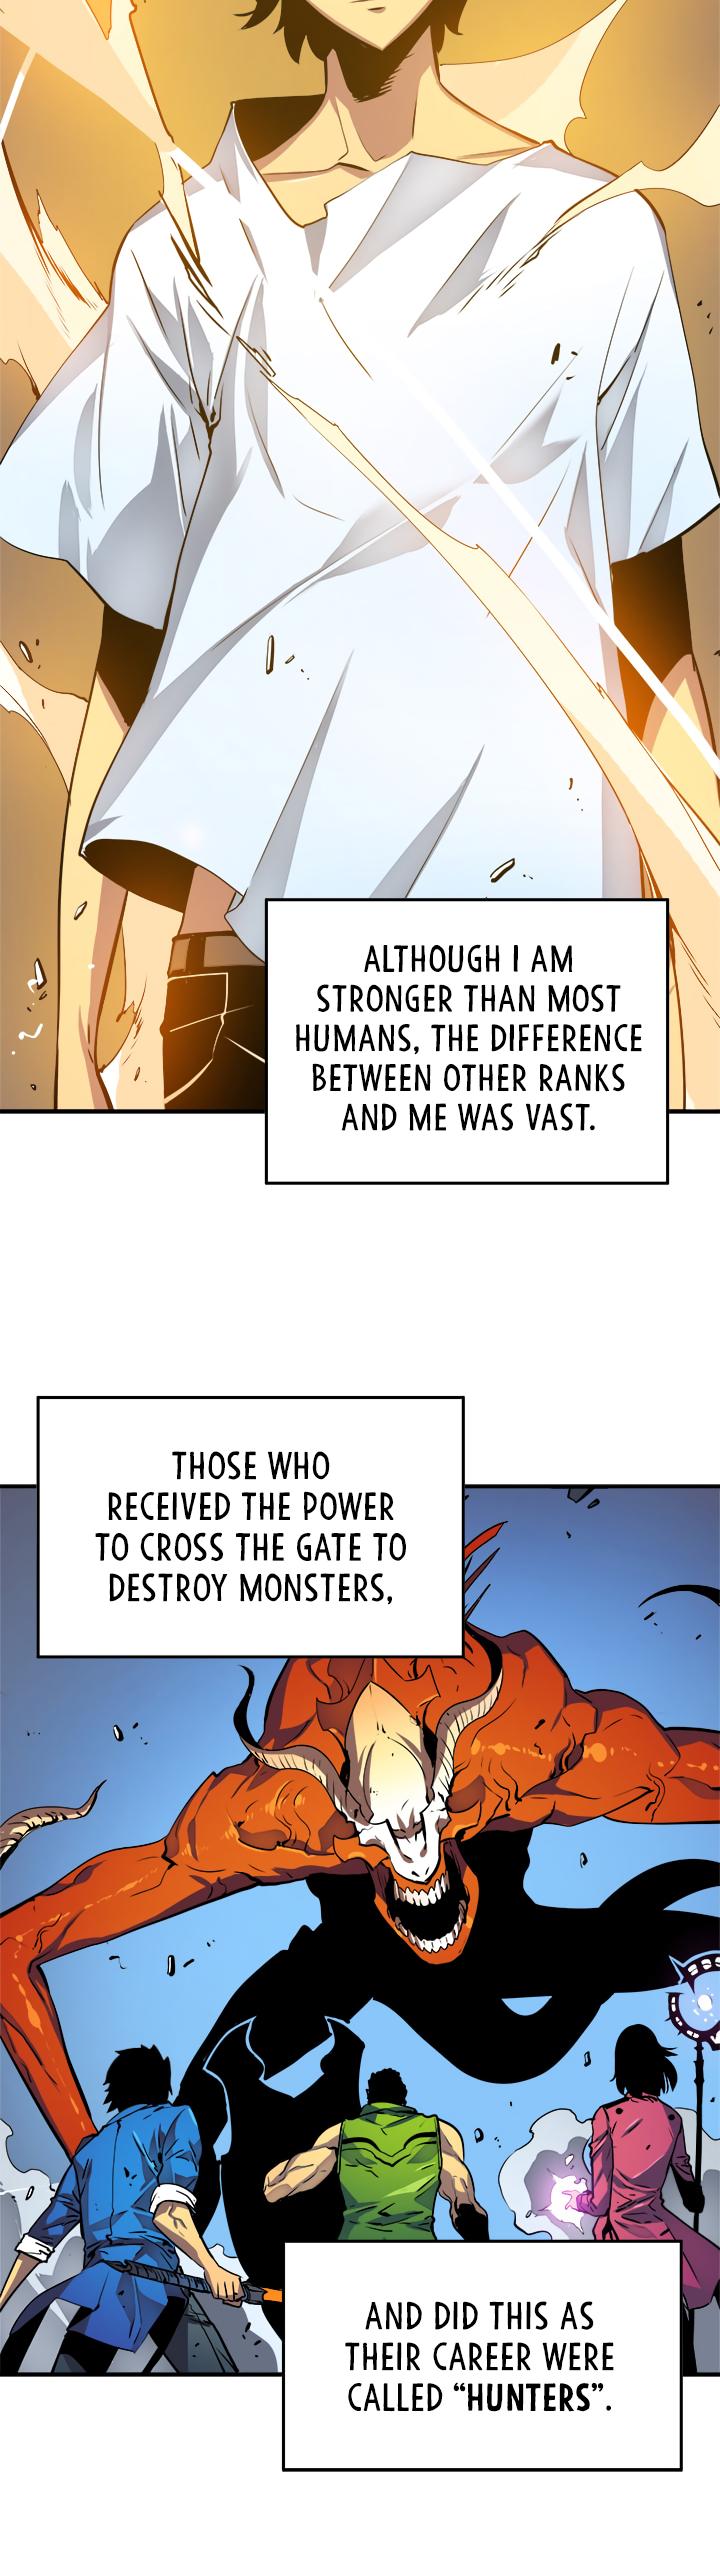 ALTHOUGH I AM
STRONGER THAN MOST
HUMANS, THE DIFFERENCE
BETWEEN OTHER RANKS
AND ME WAS VAST.
THOSE WHO
RECEIVED THE POWER
TO CROSS THE GATE TO
DESTROY MONSTERS,
AND DID THIS AS
THEIR CAREER WERE
CALLED “HUNTERS”.